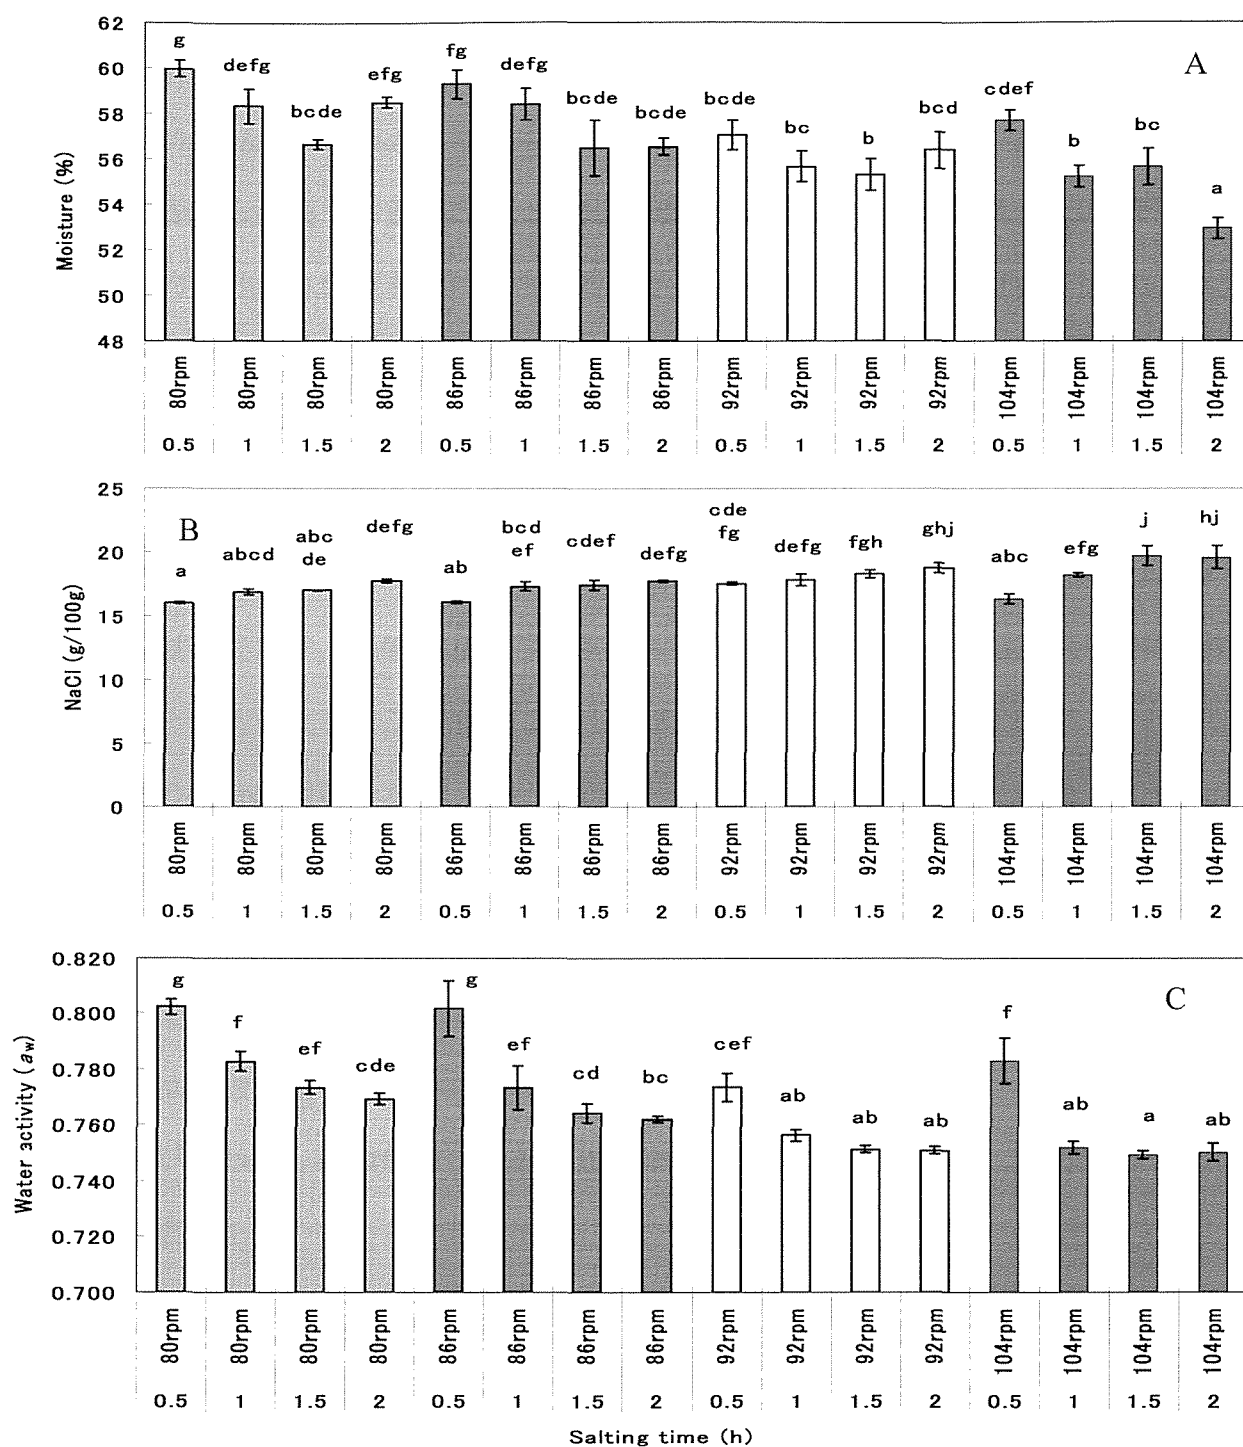 62
60
58
56
54
52
50
48
Moisture (%)
A
g
defg
bcde
efg
fg
defg
bcde
bcde
bcde
bc
b
bcd
cdef
b
bc
a
80rpm 80rpm 80rpm 80rpm 86rpm 86rpm 86rpm 86rpm 92rpm 92rpm 92rpm 92rpm 104rpm 104rpm 104rpm 104rpm
0.5 1 1.5 2 0.5 1 1.5 2 0.5 1 1.5 2 0.5 1 1.5 2
25
20
15
10
5
0
NaCl (g/100g)
B
a
abcd
abc
de
defg
ab
bcd
ef
cdef
defg
cde
fg
defg
fgh
ghj
abc
efg
j
hj
80rpm 80rpm 80rpm 80rpm 86rpm 86rpm 86rpm 86rpm 92rpm 92rpm 92rpm 92rpm 104rpm 104rpm 104rpm 104rpm
0.5 1 1.5 2 0.5 1 1.5 2 0.5 1 1.5 2 0.5 1 1.5 2
0.820
0.800
0.780
0.760
0.740
0.720
0.700
Water activity (aw)
C
g
f
ef
cde
g
ef
cd
bc
cef
ab
ab
ab
f
ab
a
ab
80rpm 80rpm 80rpm 80rpm 86rpm 86rpm 86rpm 86rpm 92rpm 92rpm 92rpm 92rpm 104rpm 104rpm 104rpm 104rpm
0.5 1 1.5 2 0.5 1 1.5 2 0.5 1 1.5 2 0.5 1 1.5 2
Salting time (h)